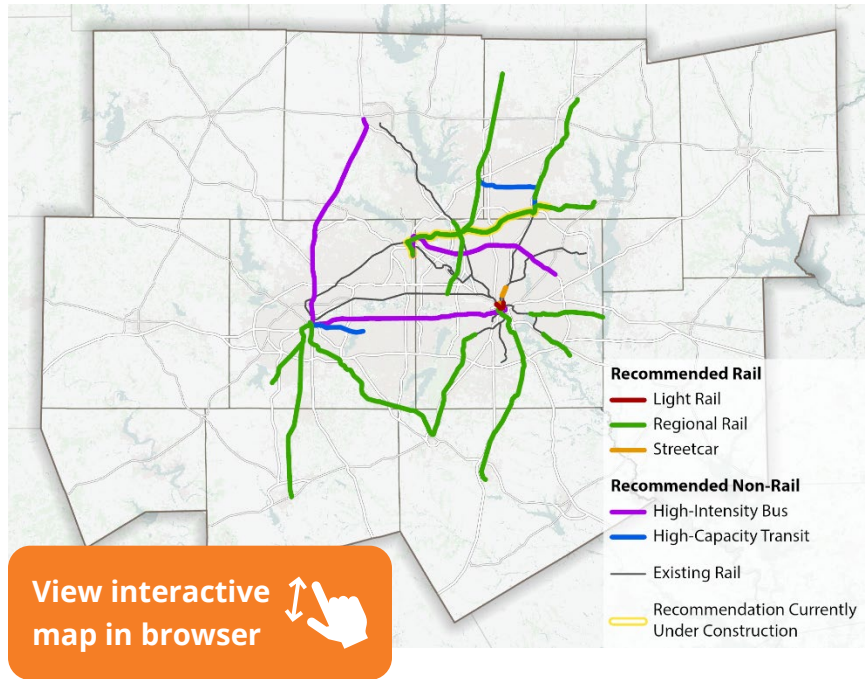 Recommended Rail
Light Rail
Regional Rail
Streetcar
Recommended Non-Rail
High-Intensity Bus
High-Capacity Transit
Existing Rail
Recommendation Currently
Under Construction
View interactive
map in browser